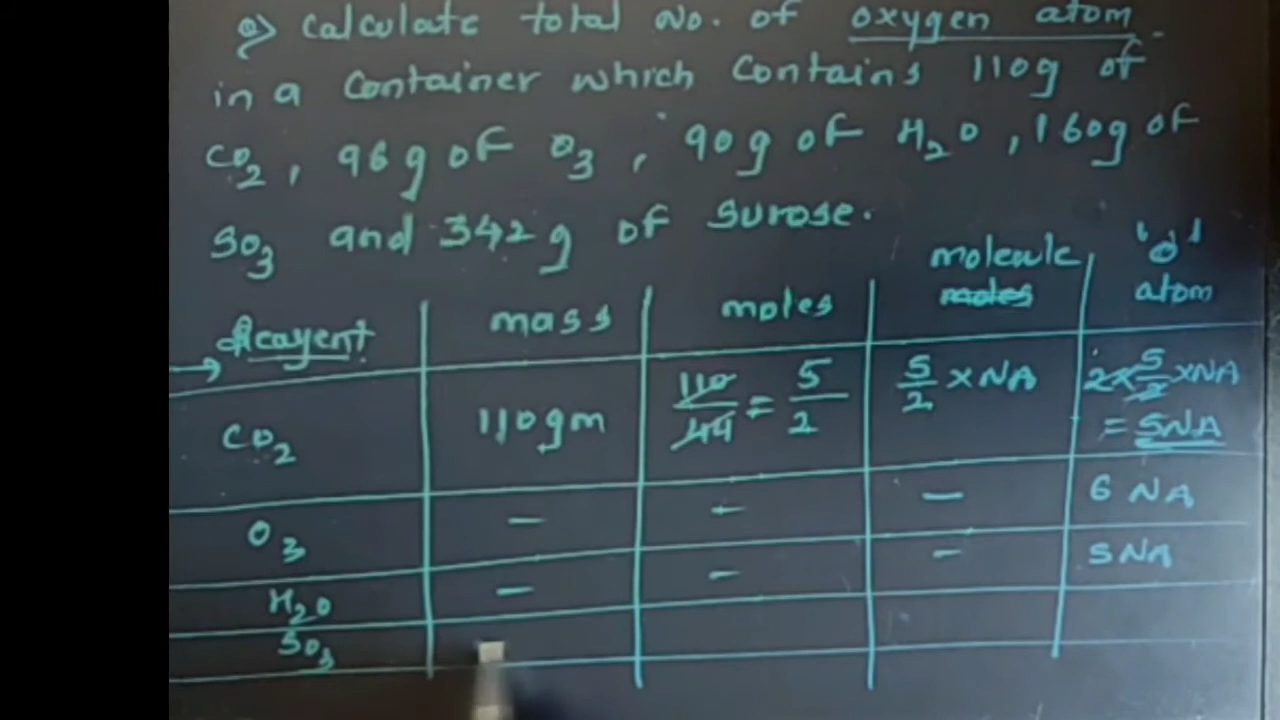 Q) Calculate total No. of oxygen atom
in a container which contains 110g of
CO2, 96g of O3, 90g of H2O, 160g of
SO3 and 342g of surose.
→ Reagent mass moles molecule moles 'O' atom
CO2 110gm 110/44 = 5/2 5/2 × NA 2×5/2 × NA
= 5NA
O3 - - - 6 NA
H2O - - - 5NA
SO3